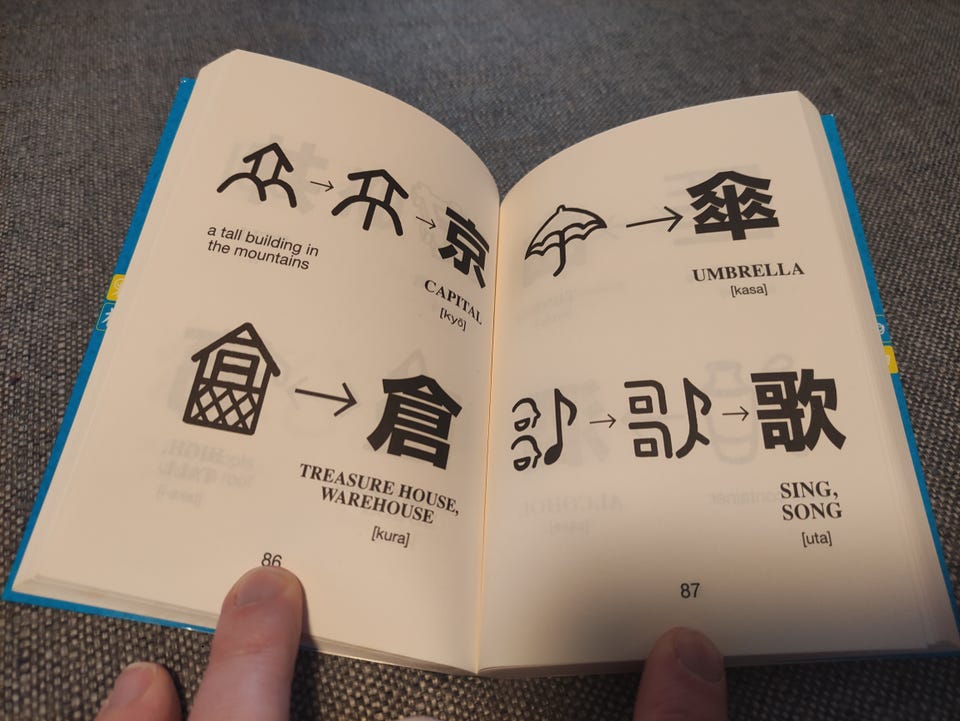 京
a tall building in
the mountains
CAPITAL
[kyō]
倉
TREASURE HOUSE,
WAREHOUSE
[kura]
86
傘
UMBRELLA
[kasa]
歌
SING,
SONG
[uta]
87